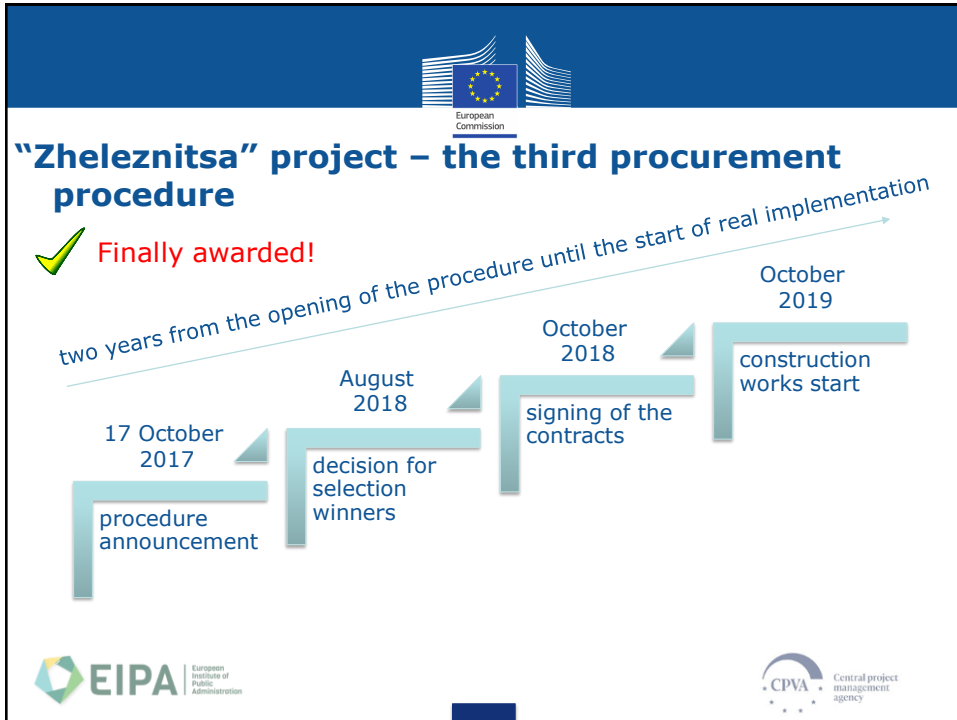 European
Commission
“Zheleznitsa” project – the third procurement
procedure
Finally awarded!
two years from the opening of the procedure until the start of real implementation
17 October
2017
procedure
announcement
August
2018
decision for
selection
winners
October
2018
signing of the
contracts
October
2019
construction
works start
EIPA
European
Institute of
Public
Administration
CPVA
Central project
management
agency